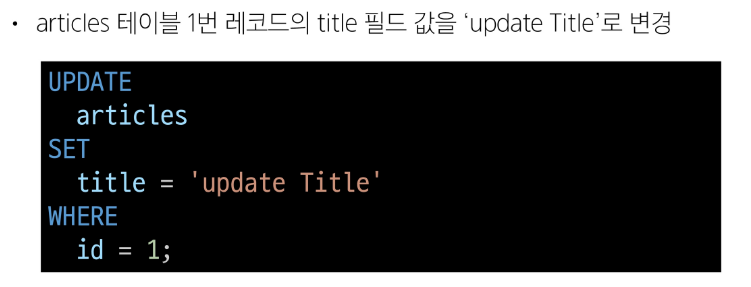 • articles 테이블 1번 레코드의 title 필드 값을 ‘update Title’로 변경
UPDATE
articles
SET
title = 'update Title'
WHERE
id = 1;